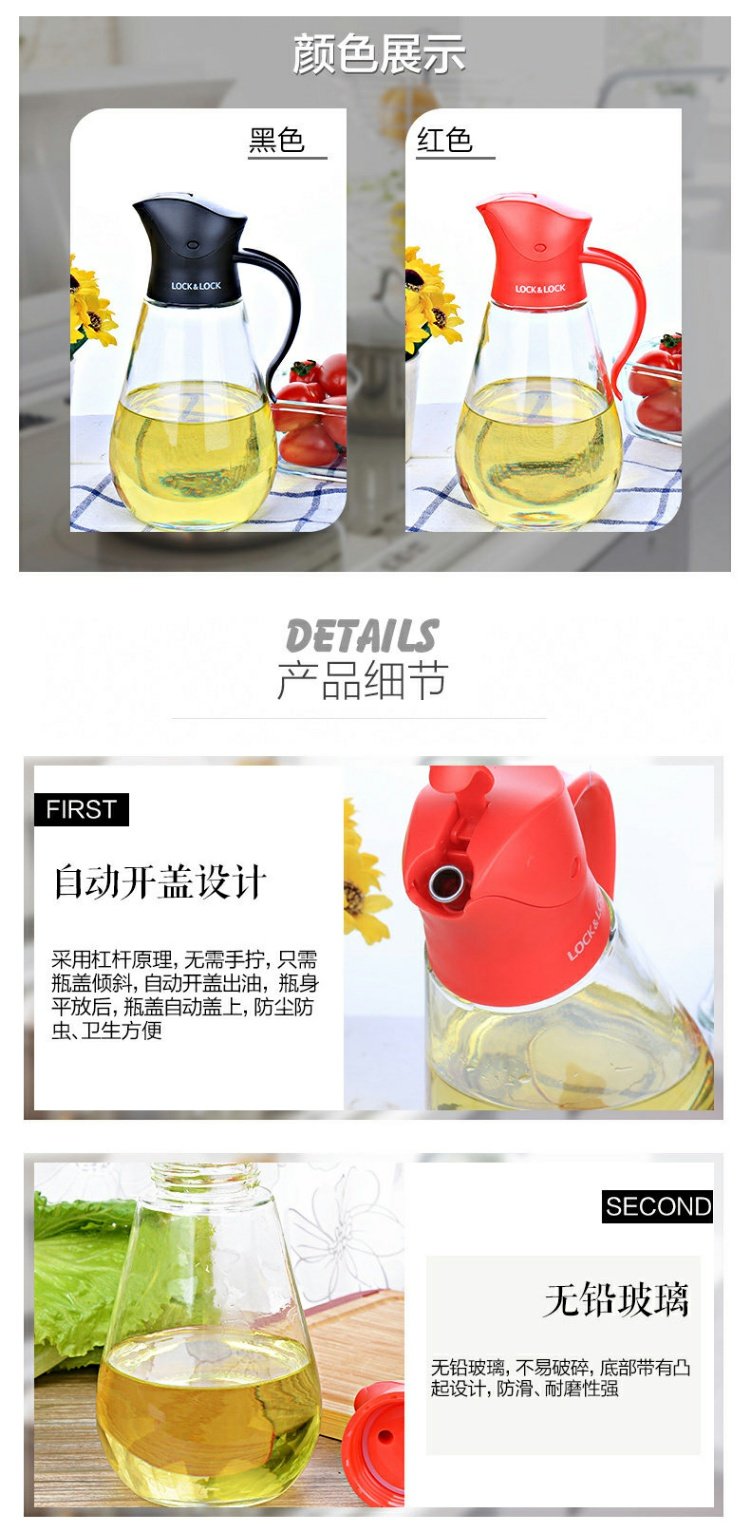 颜色展示
黑色
红色
LOCK&LOCK
LOCK&LOCK
DETAILS
产品细节
FIRST
自动开盖设计
采用杠杆原理, 无需手拧, 只需
瓶盖倾斜, 自动开盖出油, 瓶身
平放后, 瓶盖自动盖上, 防尘防
虫、卫生方便
LOCK&LO
SECOND
无铅玻璃
无铅玻璃, 不易破碎, 底部带有凸
起设计, 防滑、耐磨性强